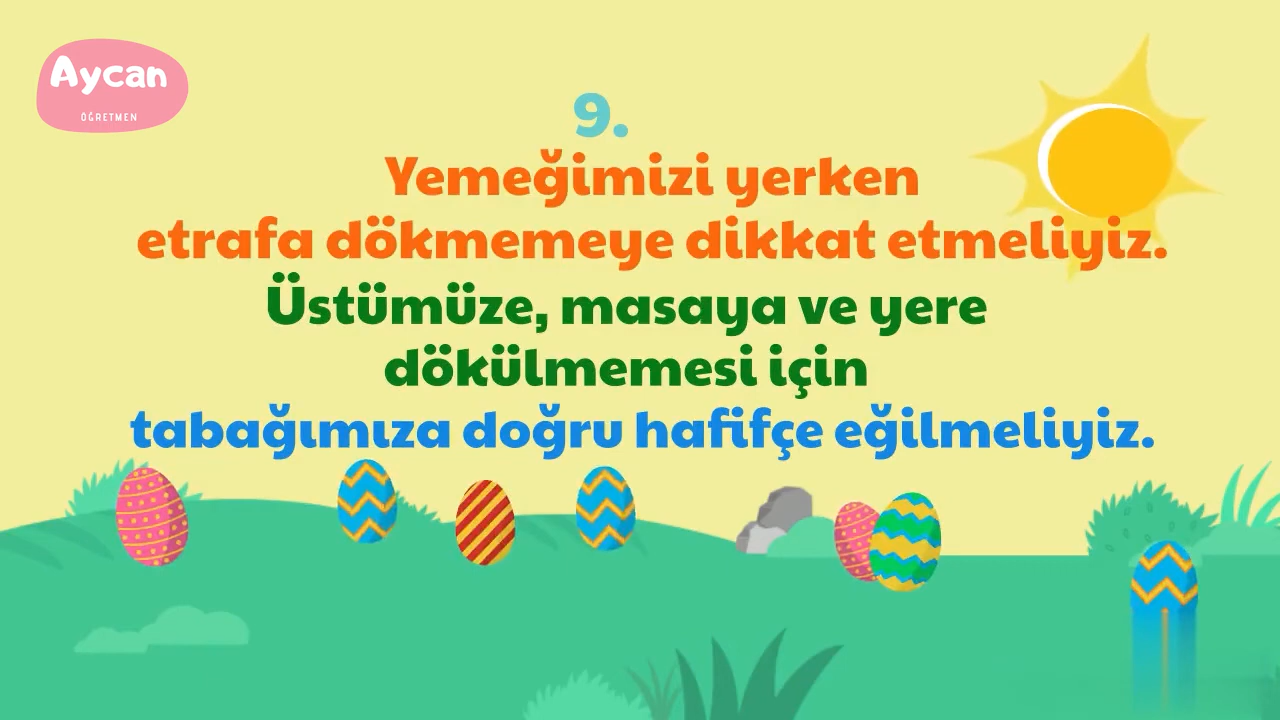 Aycan
ÖĞRETMEN
9.
Yemeğimizi yerken
etrafa dökmemeye dikkat etmeliyiz.
Üstümüze, masaya ve yere
dökülmemesi için
tabağımıza doğru hafifçe eğilmeliyiz.